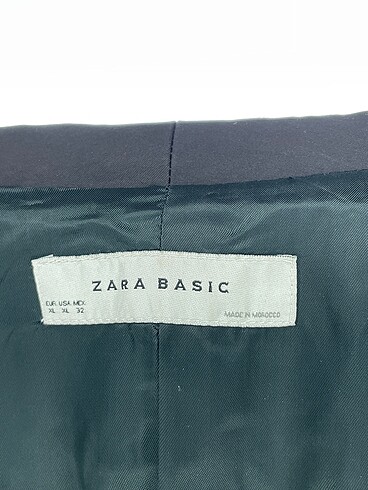 ZARA BASIC
EUR USA MEX
XL XL 32
MADE IN MOROCCO